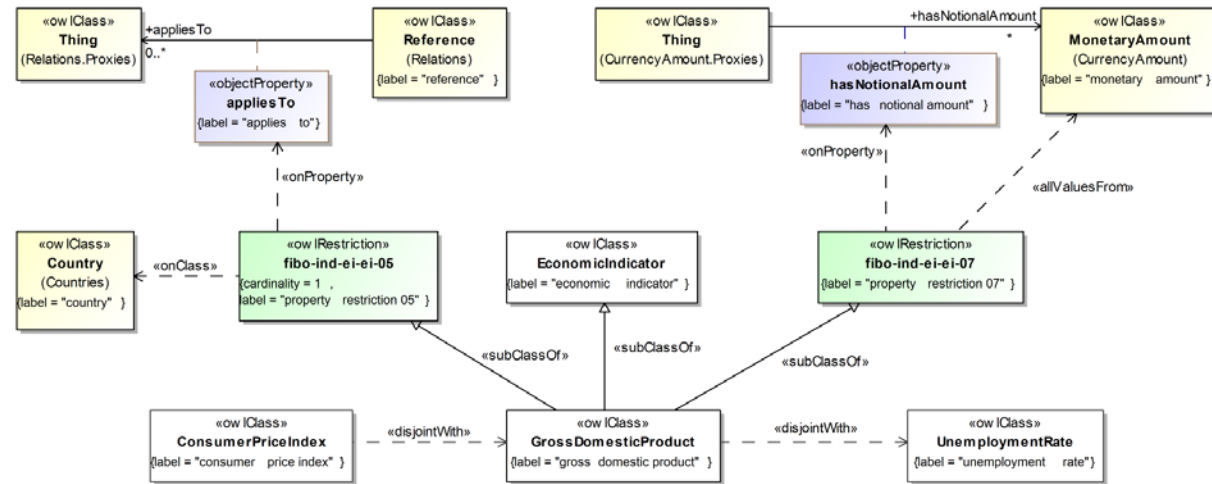 «owlClass»
Thing
(Relations.Proxies)
+appliesTo
0..*
«owlClass»
Reference
(Relations)
{label = "reference" }
«owlClass»
Thing
(CurrencyAmount.Proxies)
+hasNotionalAmount
*
«owlClass»
MonetaryAmount
(CurrencyAmount)
{label = "monetary amount" }
«objectProperty»
appliesTo
{label = "applies to"}
«objectProperty»
hasNotionalAmount
{label = "has notional amount" }
«onProperty»
«onProperty»
«allValuesFrom»
«owlClass»
Country
(Countries)
{label = "country" }
«onClass»
«owlRestriction»
fibo-ind-ei-ei-05
{cardinality = 1 ,
label = "property restriction 05" }
«owlClass»
EconomicIndicator
{label = "economic indicator" }
«owlRestriction»
fibo-ind-ei-ei-07
{label = "property restriction 07" }
«subClassOf»
«subClassOf»
«subClassOf»
«owlClass»
ConsumerPriceIndex
{label = "consumer price index" }
«disjointWith»
«owlClass»
GrossDomesticProduct
{label = "gross domestic product" }
«disjointWith»
«owlClass»
UnemploymentRate
{label = "unemployment rate"}